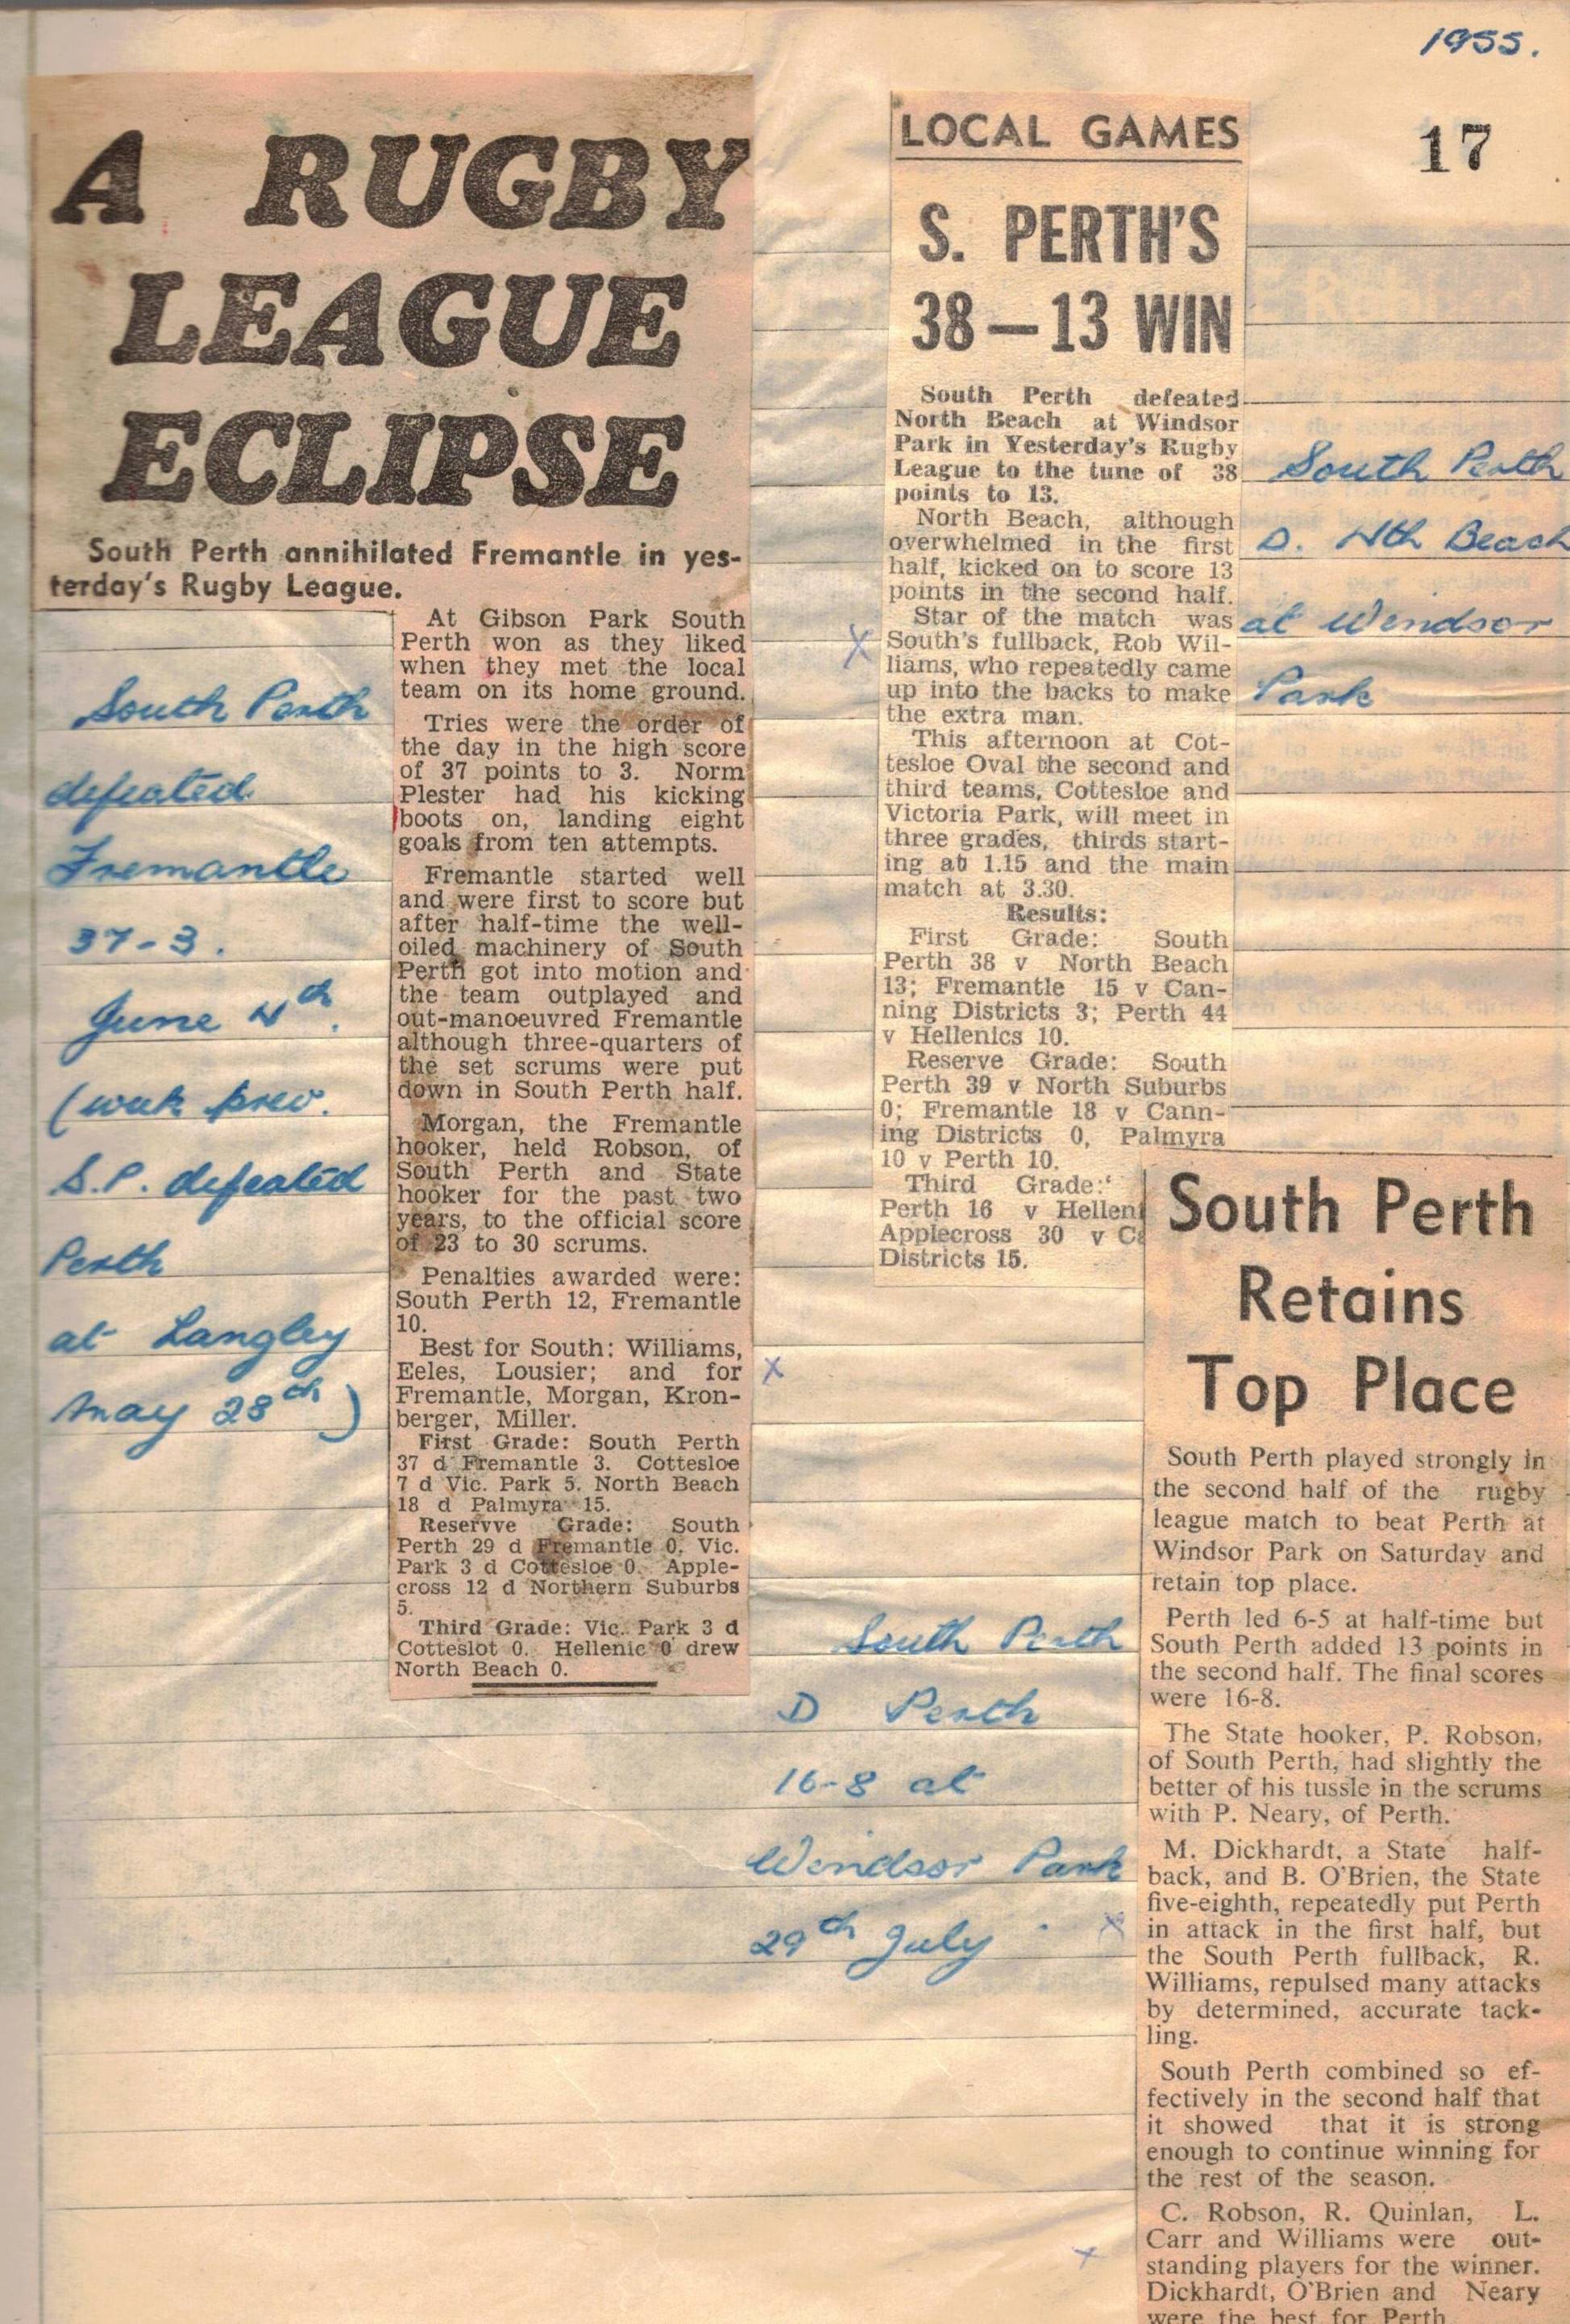 1955.
17
A RUGBY
LEAGUE
ECLIPSE
South Perth annihilated Fremantle in yes-
terday's Rugby League.
At Gibson Park South
Perth won as they liked
when they met the local
team on its home ground.
Tries were the order of
the day in the high score
of 37 points to 3. Norm
Plester had his kicking
boots on, landing eight
goals from ten attempts.
Fremantle started well
and were first to score but
after half-time the well-
oiled machinery of South
Perth got into motion and
the team outplayed and
out-manoeuvred Fremantle
although three-quarters of
the set scrums were put
down in South Perth half.
Morgan, the Fremantle
hooker, held Robson, of
South Perth and State
hooker for the past two
years, to the official score
of 23 to 30 scrums.
Penalties awarded were:
South Perth 12, Fremantle
10.
Best for South: Williams,
Eeles, Lousier; and for
Fremantle, Morgan, Kron-
berger, Miller.
First Grade: South Perth
37 d Fremantle 3. Cottesloe
7 d Vic. Park 5. North Beach
18 d Palmyra 15.
Reservve Grade: South
Perth 29 d Fremantle 0. Vic.
Park 3 d Cottesloe 0. Apple-
cross 12 d Northern Suburbs
5.
Third Grade: Vic. Park 3 d
Cotteslot 0. Hellenic 0 drew
North Beach 0.
South Perth
defeated
Fremantle
37-3.
June 4th.
(week prev.
S.P. defeated
Perth
at Langley
May 28th)
LOCAL GAMES
S. PERTH'S
38—13 WIN
South Perth defeated
North Beach at Windsor
Park in Yesterday's Rugby
League to the tune of 38
points to 13.
North Beach, although
overwhelmed in the first
half, kicked on to score 13
points in the second half.
Star of the match was
X South's fullback, Rob Wil-
liams, who repeatedly came
up into the backs to make
the extra man.
This afternoon at Cot-
tesloe Oval the second and
third teams, Cottesloe and
Victoria Park, will meet in
three grades, thirds start-
ing at 1.15 and the main
match at 3.30.
Results:
First Grade: South
Perth 38 v North Beach
13; Fremantle 15 v Can-
ning Districts 3; Perth 44
v Hellenics 10.
Reserve Grade: South
Perth 39 v North Suburbs
0; Fremantle 18 v Cann-
ing Districts 0, Palmyra
10 v Perth 10.
Third Grade:
Perth 16 v Hellen
Applecross 30 v Ca
Districts 15.
South Perth
D. Nth Beach
at Windsor
Park
X
South Perth
Retains
Top Place
South Perth played strongly in
the second half of the rugby
league match to beat Perth at
Windsor Park on Saturday and
retain top place.
Perth led 6-5 at half-time but
South Perth added 13 points in
the second half. The final scores
were 16-8.
The State hooker, P. Robson,
of South Perth, had slightly the
better of his tussle in the scrums
with P. Neary, of Perth.
M. Dickhardt, a State half-
back, and B. O'Brien, the State
five-eighth, repeatedly put Perth
in attack in the first half, but
the South Perth fullback, R.
Williams, repulsed many attacks
by determined, accurate tack-
ling.
South Perth combined so ef-
fectively in the second half that
it showed that it is strong
enough to continue winning for
the rest of the season.
C. Robson, R. Quinlan, L.
Carr and Williams were out-
standing players for the winner.
Dickhardt, O'Brien and Neary
were the best for Perth
South Perth
D Perth
16-8 at
Windsor Park
29th July. X
X